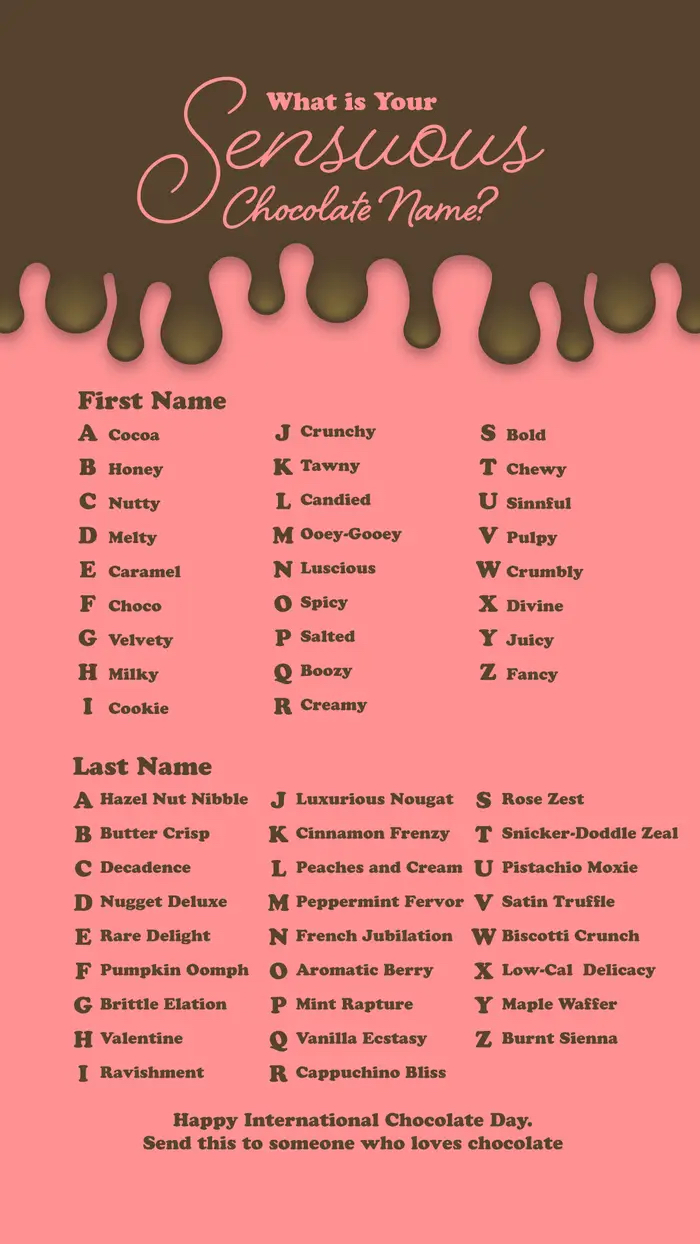 What is Your
Sensuous
Chocolate Name?
First Name
A Cocoa
B Honey
C Nutty
D Melty
E Caramel
F Choco
G Velvety
H Milky
I Cookie
J Crunchy
K Tawny
L Candied
M Ooey-Gooey
N Luscious
O Spicy
P Salted
Q Boozy
R Creamy
S Bold
T Chewy
U Sinnful
V Pulpy
W Crumbly
X Divine
Y Juicy
Z Fancy
Last Name
A Hazel Nut Nibble
B Butter Crisp
C Decadence
D Nugget Deluxe
E Rare Delight
F Pumpkin Oomph
G Brittle Elation
H Valentine
I Ravishment
J Luxurious Nougat
K Cinnamon Frenzy
L Peaches and Cream
M Peppermint Fervor
N French Jubilation
O Aromatic Berry
P Mint Rapture
Q Vanilla Ecstasy
R Cappuchino Bliss
S Rose Zest
T Snicker-Doddle Zeal
U Pistachio Moxie
V Satin Truffle
W Biscotti Crunch
X Low-Cal Delicacy
Y Maple Waffer
Z Burnt Sienna
Happy International Chocolate Day.
Send this to someone who loves chocolate